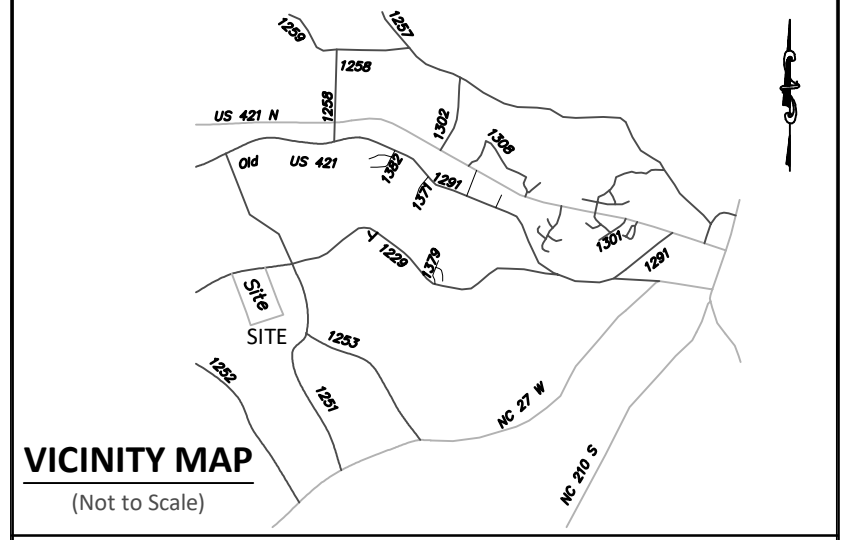 1259
1257
1258
1258
US 421 N
1302
1308
Old US 421
1382
1371
1291
1301
1291
1229
1379
Site
SITE
1253
1252
1251
NC 27 W
NC 210 S
VICINITY MAP
(Not to Scale)